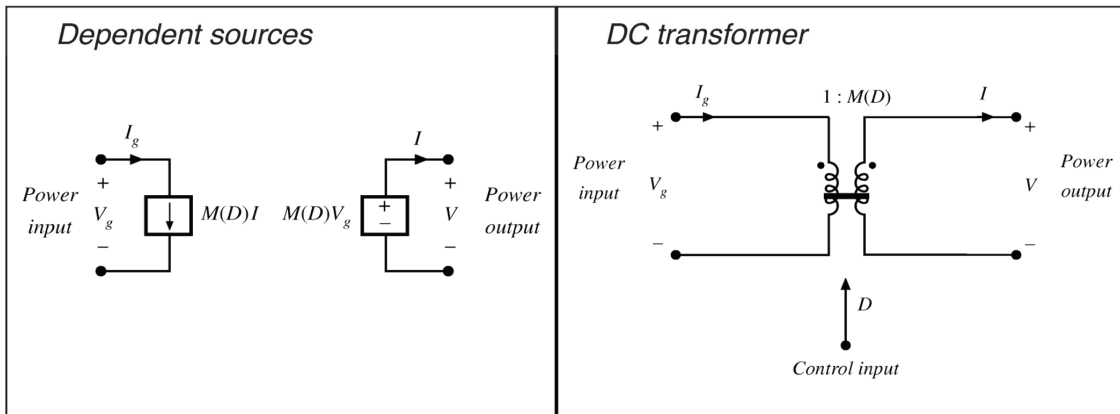 Dependent sources
I_g
I
Power
input
+
V_g
−
M(D)I
M(D)V_g
+
−
+
V
−
Power
output
DC transformer
I_g
1 : M(D)
I
+
Power
input
V_g
−
+
V
−
Power
output
D
Control input